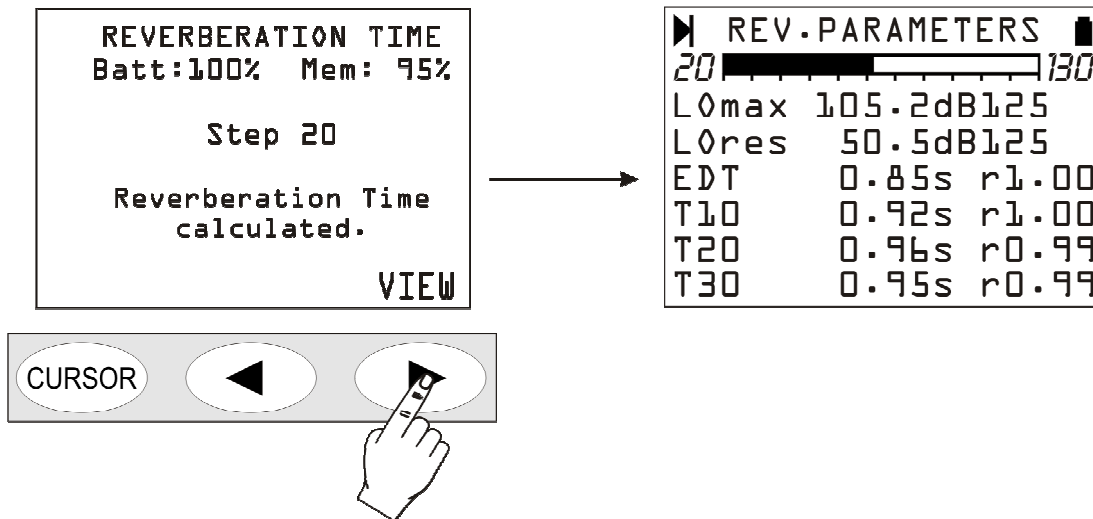 REVERBERATION TIME
Batt:100% Mem: 95%
Step 20
Reverberation Time
calculated.
VIEW
CURSOR
REV.PARAMETERS
20 130
L0max 105.2dB125
L0res 50.5dB125
EDT 0.85s r1.00
T10 0.92s r1.00
T20 0.96s r0.99
T30 0.95s r0.99